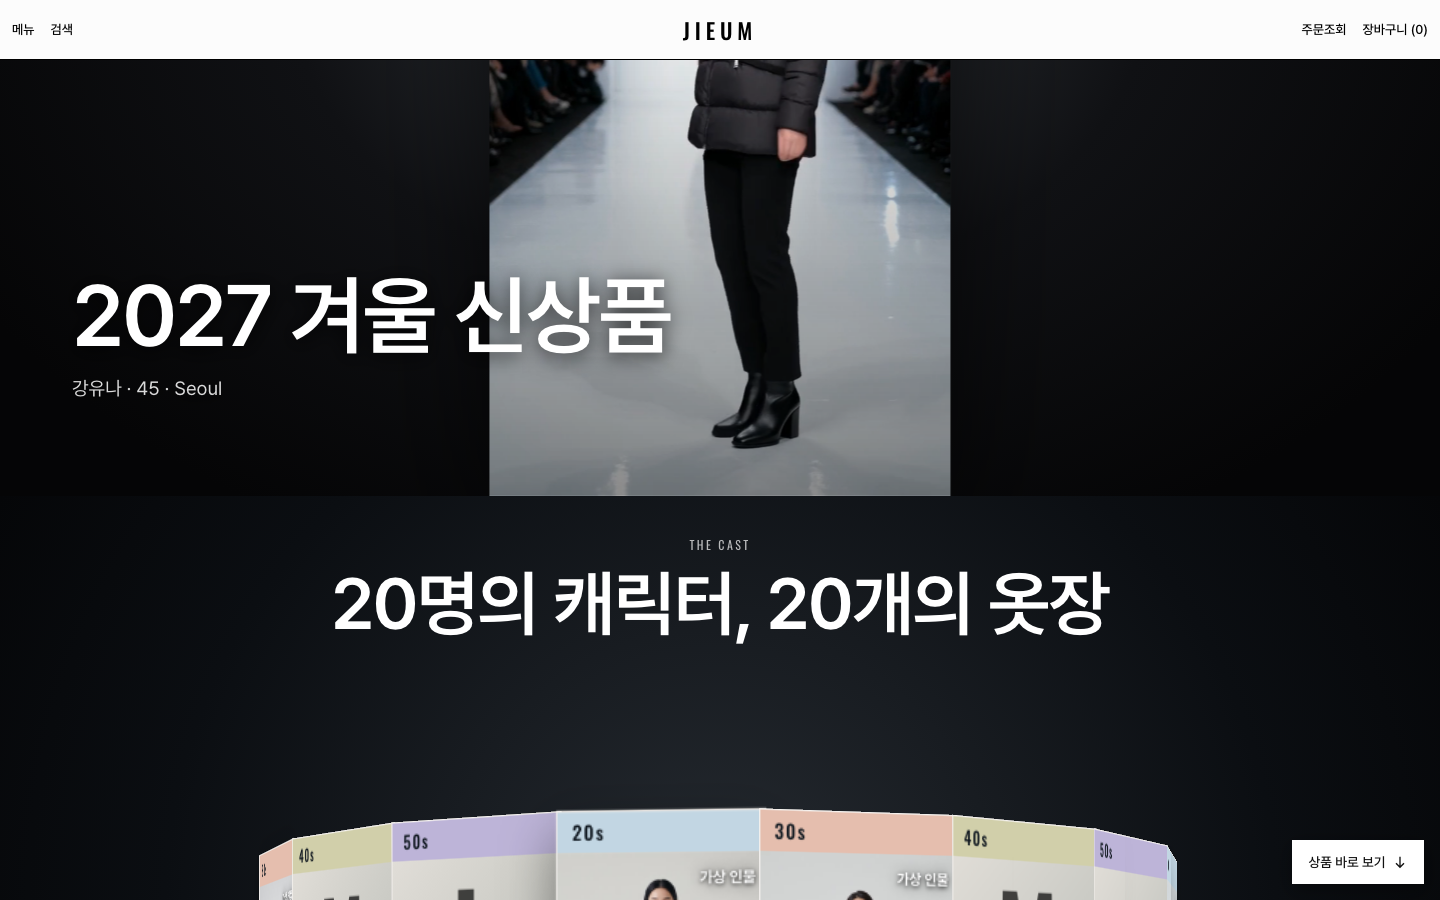 메뉴 검색 JIEUM 주문조회 장바구니 (0)
2027 겨울 신상품
강유나 · 45 · Seoul
THE CAST
20명의 캐릭터, 20개의 옷장
40s 50s 20s 30s 40s 50s
가상 인물 가상 인물
상품 바로 보기 ↓